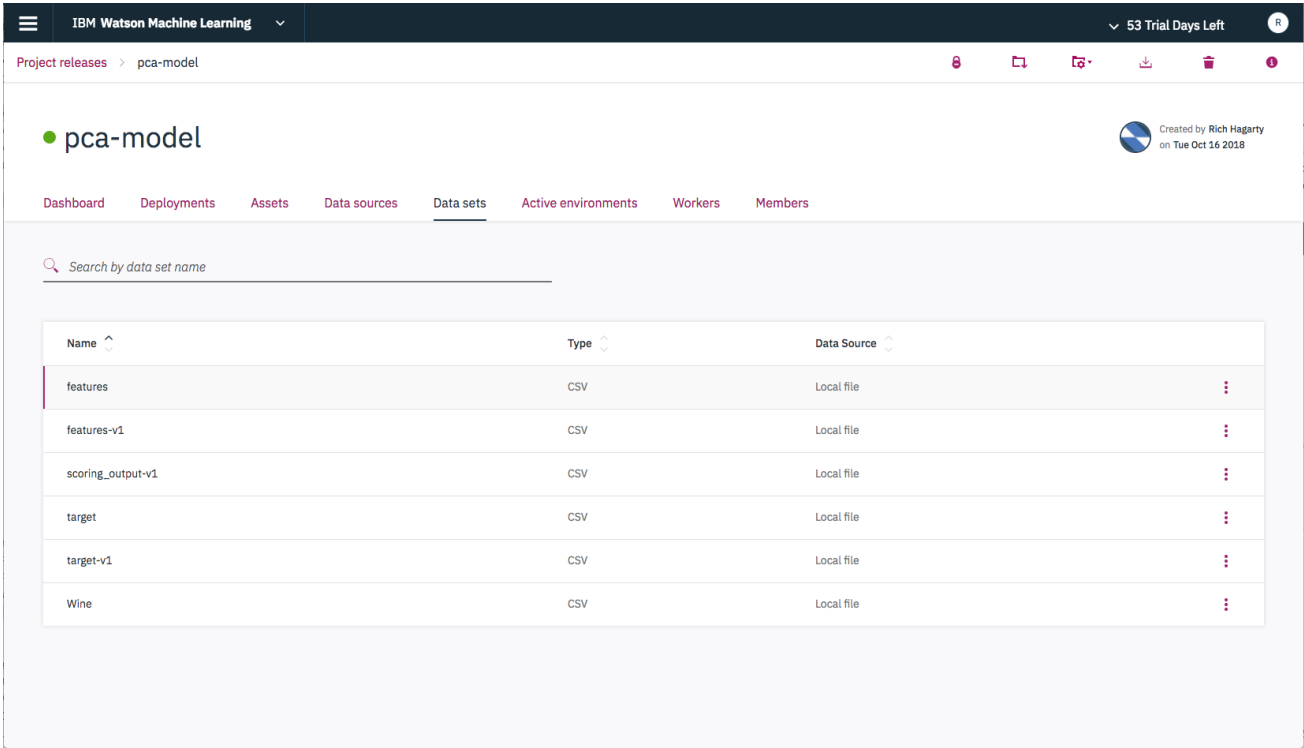 IBM Watson Machine Learning
53 Trial Days Left
R
Project releases > pca-model
pca-model
Created by Rich Hagarty
on Tue Oct 16 2018
Dashboard Deployments Assets Data sources Data sets Active environments Workers Members
Search by data set name
Name Type Data Source
features CSV Local file
features-v1 CSV Local file
scoring_output-v1 CSV Local file
target CSV Local file
target-v1 CSV Local file
Wine CSV Local file